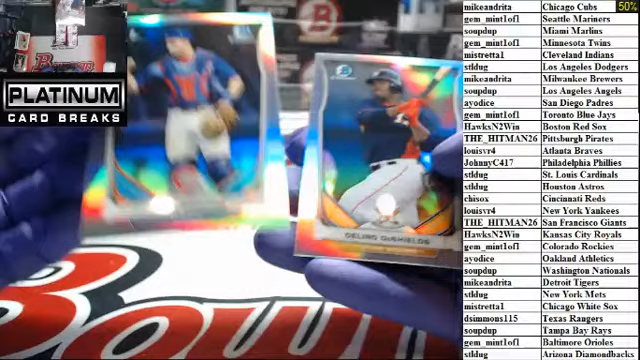 PLATINUM
CARD BREAKS
DELINO DeSHIELDS
50%
mikeandrita Chicago Cubs
gem_mint1of1 Seattle Mariners
soupdup Miami Marlins
gem_mint1of1 Minnesota Twins
mistretta1 Cleveland Indians
stldug Los Angeles Dodgers
mikeandrita Milwaukee Brewers
soupdup Los Angeles Angels
ayodice San Diego Padres
gem_mint1of1 Toronto Blue Jays
HawksN2Win Boston Red Sox
THE_HITMAN26 Pittsburgh Pirates
louisvr4 Atlanta Braves
JohnnyC417 Philadelphia Phillies
stldug St. Louis Cardinals
stldug Houston Astros
chisox Cincinnati Reds
louisvr4 New York Yankees
THE_HITMAN26 San Francisco Giants
HawksN2Win Kansas City Royals
gem_mint1of1 Colorado Rockies
ayodice Oakland Athletics
soupdup Washington Nationals
mikeandrita Detroit Tigers
stldug New York Mets
mistretta1 Chicago White Sox
dsimmons115 Texas Rangers
soupdup Tampa Bay Rays
gem_mint1of1 Baltimore Orioles
stldug Arizona Diamondbacks